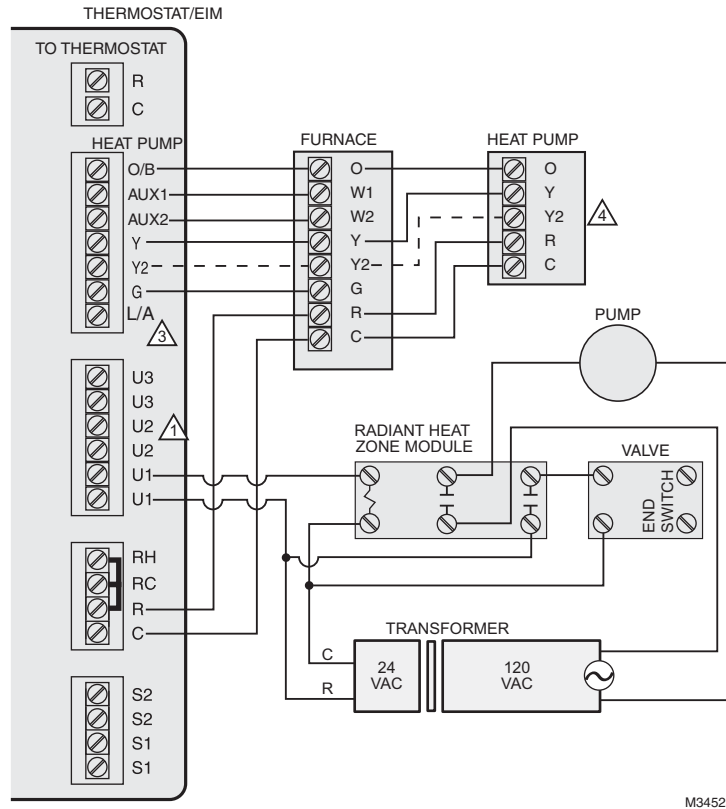 THERMOSTAT/EIM
TO THERMOSTAT
R
C
HEAT PUMP
O/B
AUX1
AUX2
Y
Y2
G
L/A
3
U3
U3
U2
1
U2
U1
U1
RH
RC
R
C
S2
S2
S1
S1
FURNACE
O
W1
W2
Y
Y2
G
R
C
HEAT PUMP
O
Y
Y2
R
C
4
PUMP
RADIANT HEAT
ZONE MODULE
VALVE
END
SWITCH
TRANSFORMER
C
R
24
VAC
120
VAC
M3452